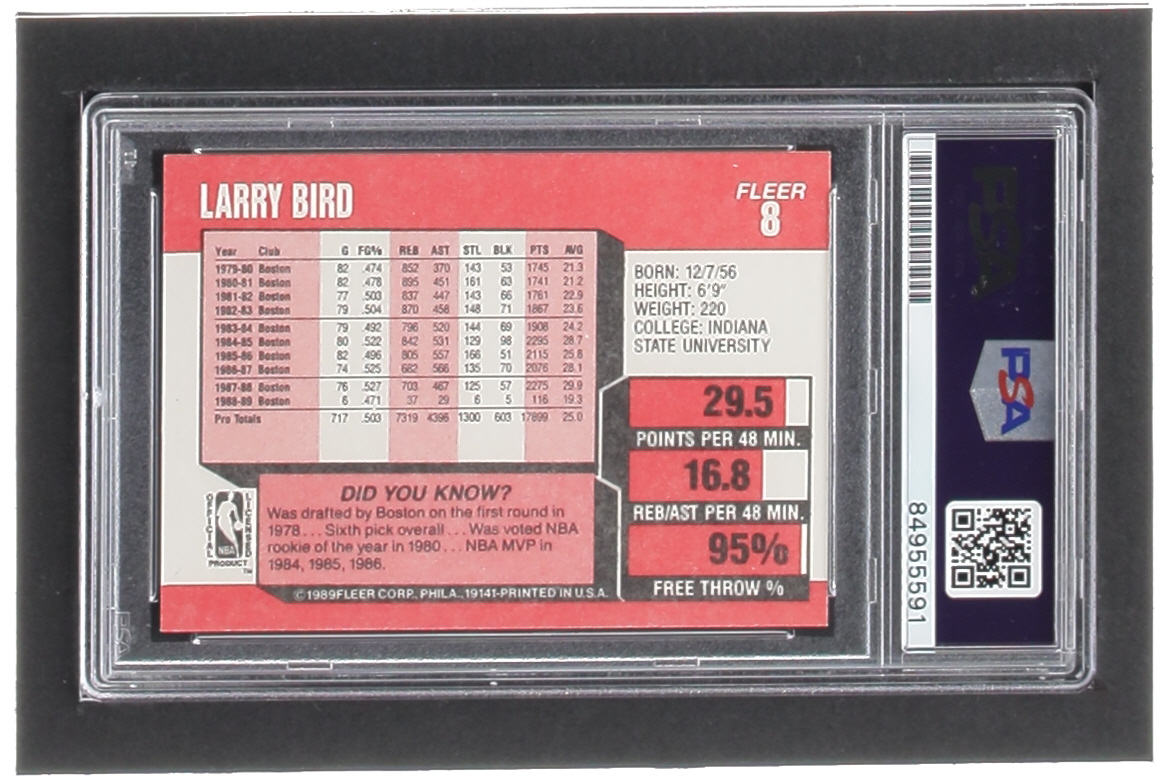 LARRY BIRD
FLEER
8
Year Club G FG% REB AST STL BLK PTS AVG
1979-80 Boston 82 .474 852 370 143 53 1745 21.3
1980-81 Boston 82 .478 895 451 161 63 1741 21.2
1981-82 Boston 77 .503 837 447 143 66 1761 22.9
1982-83 Boston 79 .504 870 458 148 71 1867 23.6
1983-84 Boston 79 .492 796 520 144 69 1908 24.2
1984-85 Boston 80 .522 842 531 129 98 2295 28.7
1985-86 Boston 82 .496 805 557 166 51 2115 25.8
1986-87 Boston 74 .525 682 566 135 70 2076 28.1
1987-88 Boston 76 .527 703 467 125 57 2275 29.9
1988-89 Boston 6 .471 37 29 6 5 116 19.3
Pro Totals 717 .503 7319 4396 1300 603 17899 25.0
BORN: 12/7/56
HEIGHT: 6'9"
WEIGHT: 220
COLLEGE: INDIANA
STATE UNIVERSITY
29.5
POINTS PER 48 MIN.
16.8
REB/AST PER 48 MIN.
95%
FREE THROW %
DID YOU KNOW?
Was drafted by Boston on the first round in
1978 . . . Sixth pick overall . . . Was voted NBA
rookie of the year in 1980 . . . NBA MVP in
1984, 1985, 1986.
OFFICIAL LICENSED
NBA
PRODUCT
TM
©1989 FLEER CORP., PHILA., 19141-PRINTED IN U.S.A.
PSA
PSA
84955591
PSA